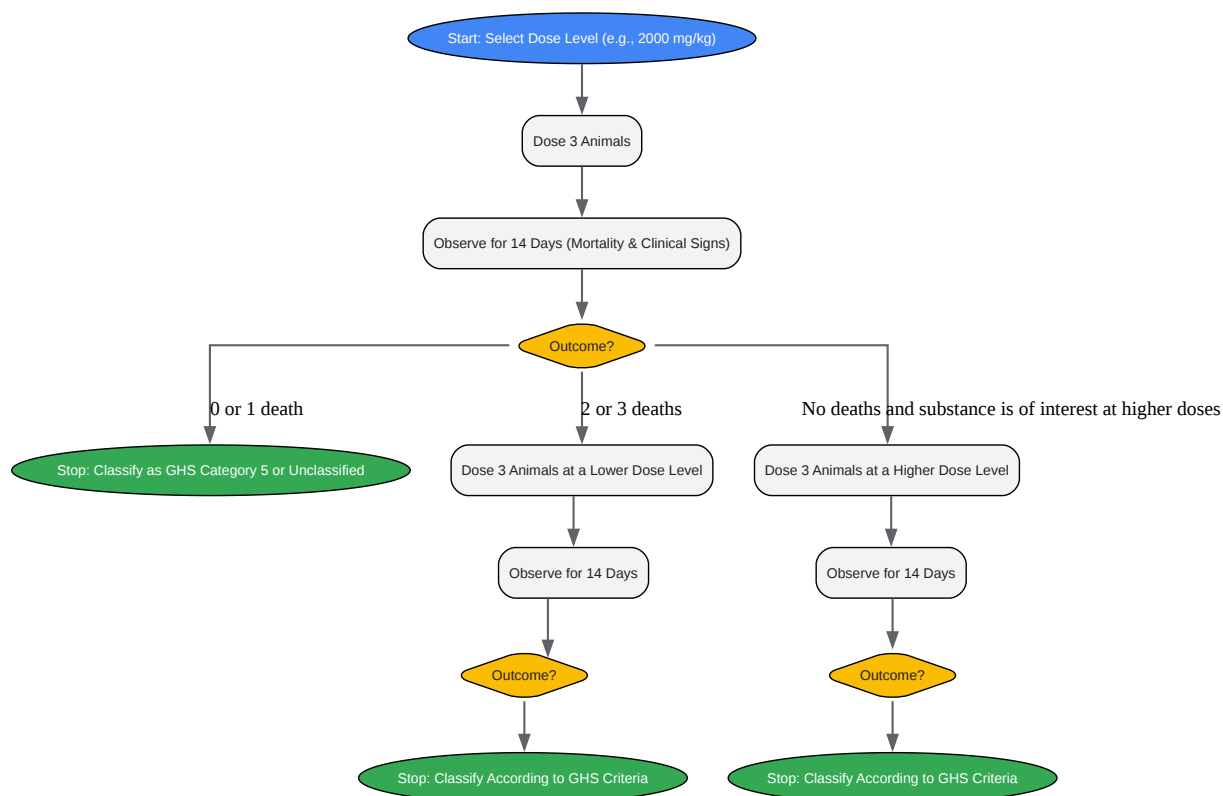 Start: Select Dose Level (e.g., 2000 mg/kg)
Dose 3 Animals
Observe for 14 Days (Mortality & Clinical Signs)
Outcome?
0 or 1 death
2 or 3 deaths
No deaths and substance is of interest at higher doses
Stop: Classify as GHS Category 5 or Unclassified
Dose 3 Animals at a Lower Dose Level
Dose 3 Animals at a Higher Dose Level
Observe for 14 Days
Observe for 14 Days
Outcome?
Outcome?
Stop: Classify According to GHS Criteria
Stop: Classify According to GHS Criteria